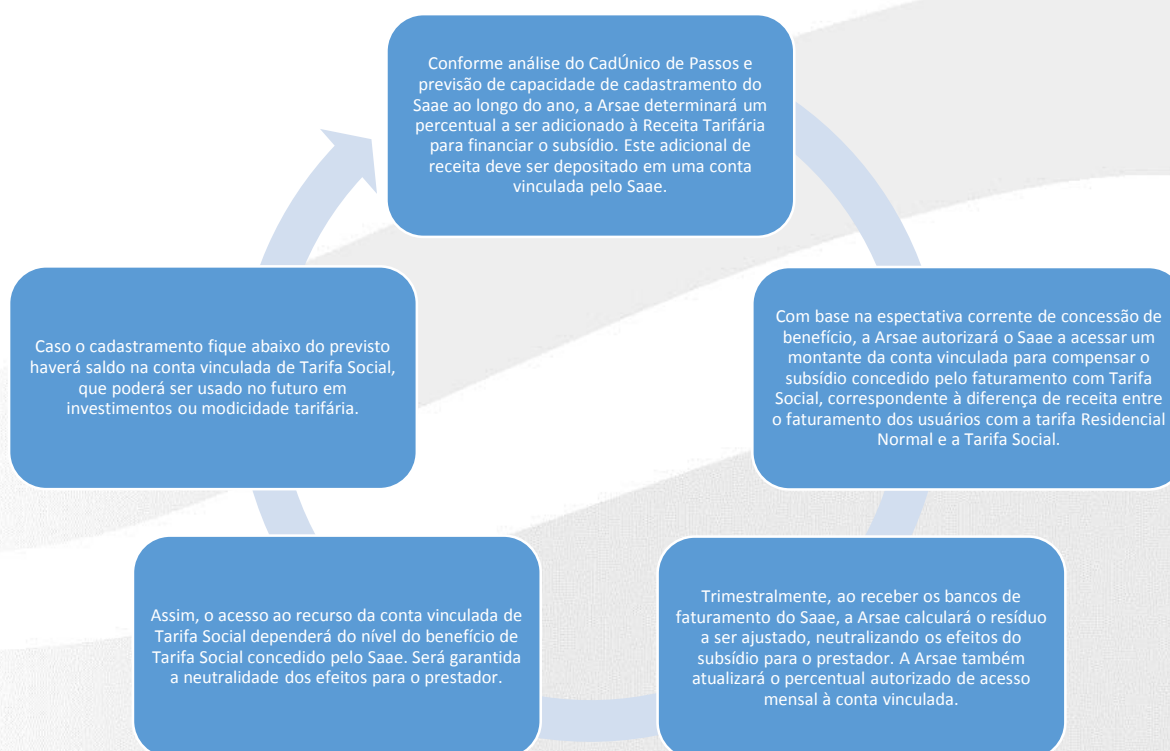 Conforme análise do CadÚnico de Passos e
previsão de capacidade de cadastramento do
Saae ao longo do ano, a Arsae determinará um
percentual a ser adicionado à Receita Tarifária
para financiar o subsídio. Este adicional de
receita deve ser depositado em uma conta
vinculada pelo Saae.
Com base na espectativa corrente de concessão de
benefício, a Arsae autorizará o Saae a acessar um
montante da conta vinculada para compensar o
subsídio concedido pelo faturamento com Tarifa
Social, correspondente à diferença de receita entre
o faturamento dos usuários com a tarifa Residencial
Normal e a Tarifa Social.
Trimestralmente, ao receber os bancos de
faturamento do Saae, a Arsae calculará o resíduo
a ser ajustado, neutralizando os efeitos do
subsídio para o prestador. A Arsae também
atualizará o percentual autorizado de acesso
mensal à conta vinculada.
Assim, o acesso ao recurso da conta vinculada de
Tarifa Social dependerá do nível do benefício de
Tarifa Social concedido pelo Saae. Será garantida
a neutralidade dos efeitos para o prestador.
Caso o cadastramento fique abaixo do previsto
haverá saldo na conta vinculada de Tarifa Social,
que poderá ser usado no futuro em
investimentos ou modicidade tarifária.